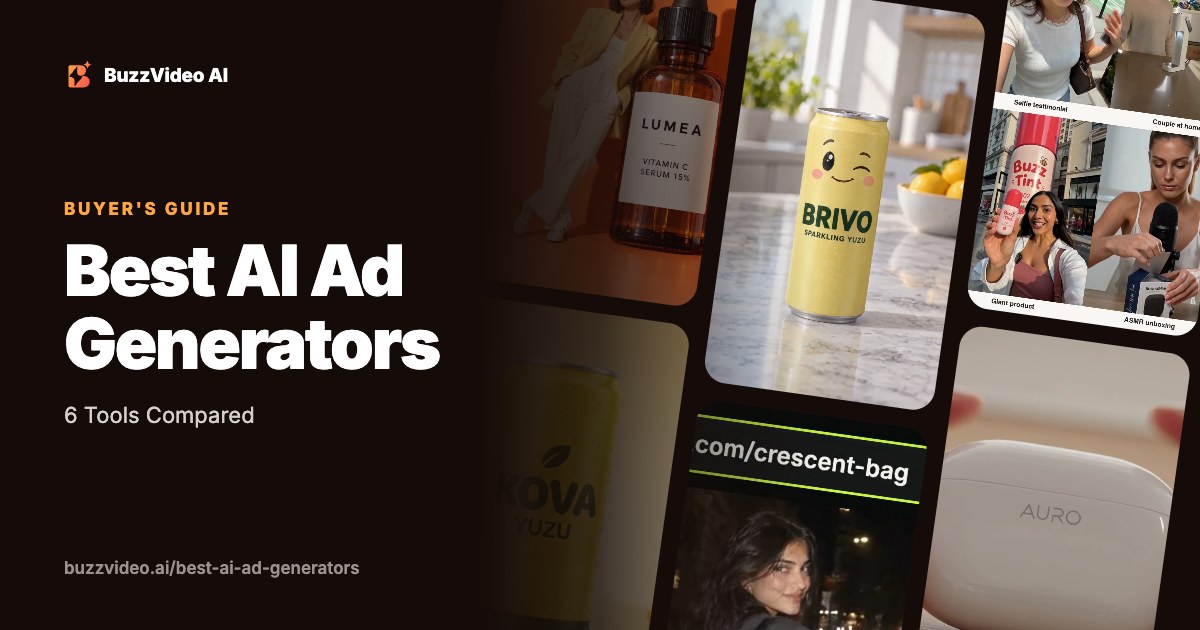 BuzzVideo AI
BUYER'S GUIDE
Best AI Ad
Generators
6 Tools Compared
buzzvideo.ai/best-ai-ad-generators
LUMEA
VITAMIN C
SERUM 15%
KOVA
YUZU
BRIVO
SPARKLING YUZU
.com/crescent-bag
Selfie testimonial
Couple at home
Buzz
Tint
Giant product
ASMR unboxing
AURO